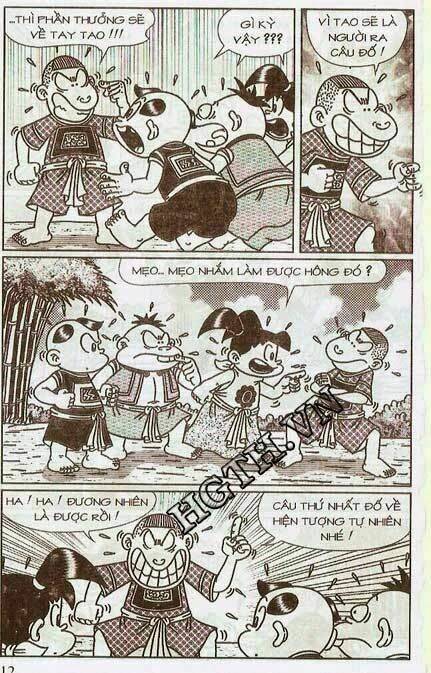 ...THÌ PHẦN THƯỞNG SẼ
VỀ TAY TAO !!!
GÌ KỲ
VẬY ???
VÌ TAO SẼ LÀ
NGƯỜI RA
CÂU ĐỐ !
MẸO... MẸO NHẮM LÀM ĐƯỢC HÔNG ĐÓ ?
HA ! HA ! ĐƯƠNG NHIÊN
LÀ ĐƯỢC RỒI !
CÂU THỨ NHẤT ĐỐ VỀ
HIỆN TƯỢNG TỰ NHIÊN
NHÉ !
HGTH.VN
12